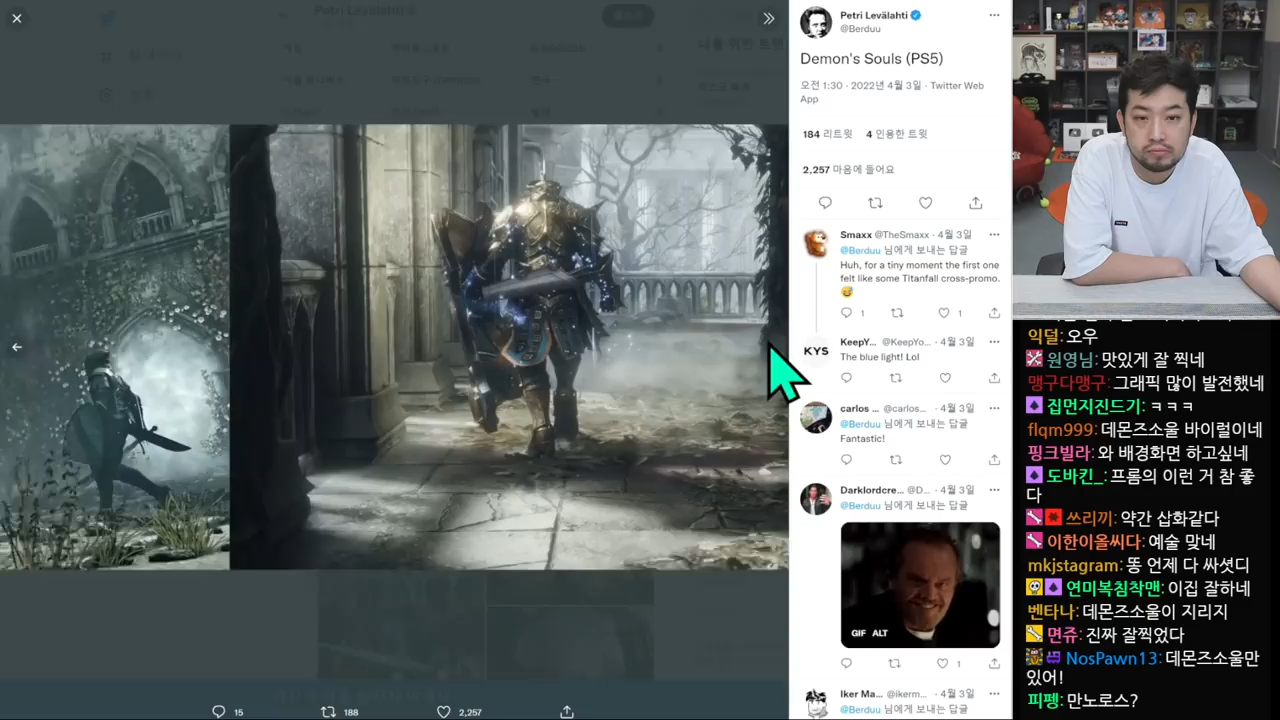 Petri Levälahti
@Berduu
Demon's Souls (PS5)
오전 1:30 · 2022년 4월 3일 · Twitter Web
App
184 리트윗 4 인용한 트윗
2,257 마음에 들어요
Smaxx @TheSmaxx · 4월 3일
@Berduu 님에게 보내는 답글
Huh, for a tiny moment the first one
felt like some Titanfall cross-promo.
1 1
KYS
KeepY... @KeepYo... · 4월 3일
The blue light! Lol
carlos ... @carlos... · 4월 3일
@Berduu 님에게 보내는 답글
Fantastic!
Darklordcre... @D... · 4월 3일
@Berduu 님에게 보내는 답글
GIF ALT
1
Iker Ma... @ikerm... · 4월 3일
@Berduu 님에게 보내는 답글
15 188 2,257
익덜: 오우
원영님: 맛있게 잘 찍네
맹구다맹구: 그래픽 많이 발전했네
집먼지진드기: ㅋㅋㅋ
flqm999: 데몬즈소울 바이럴이네
핑크빌라: 와 배경화면 하고싶네
도바킨_: 프롬의 이런 거 참 좋
다
쓰리끼: 약간 삽화같다
이한이올씨다: 예술 맞네
mkjstagram: 똥 언제 다 싸셧디
연미복침착맨: 이집 잘하네
벤타나: 데몬즈소울이 지리지
면쥬: 진짜 잘찍었다
NosPawn13: 데몬즈소울만
있어!
피펭: 만노로스?